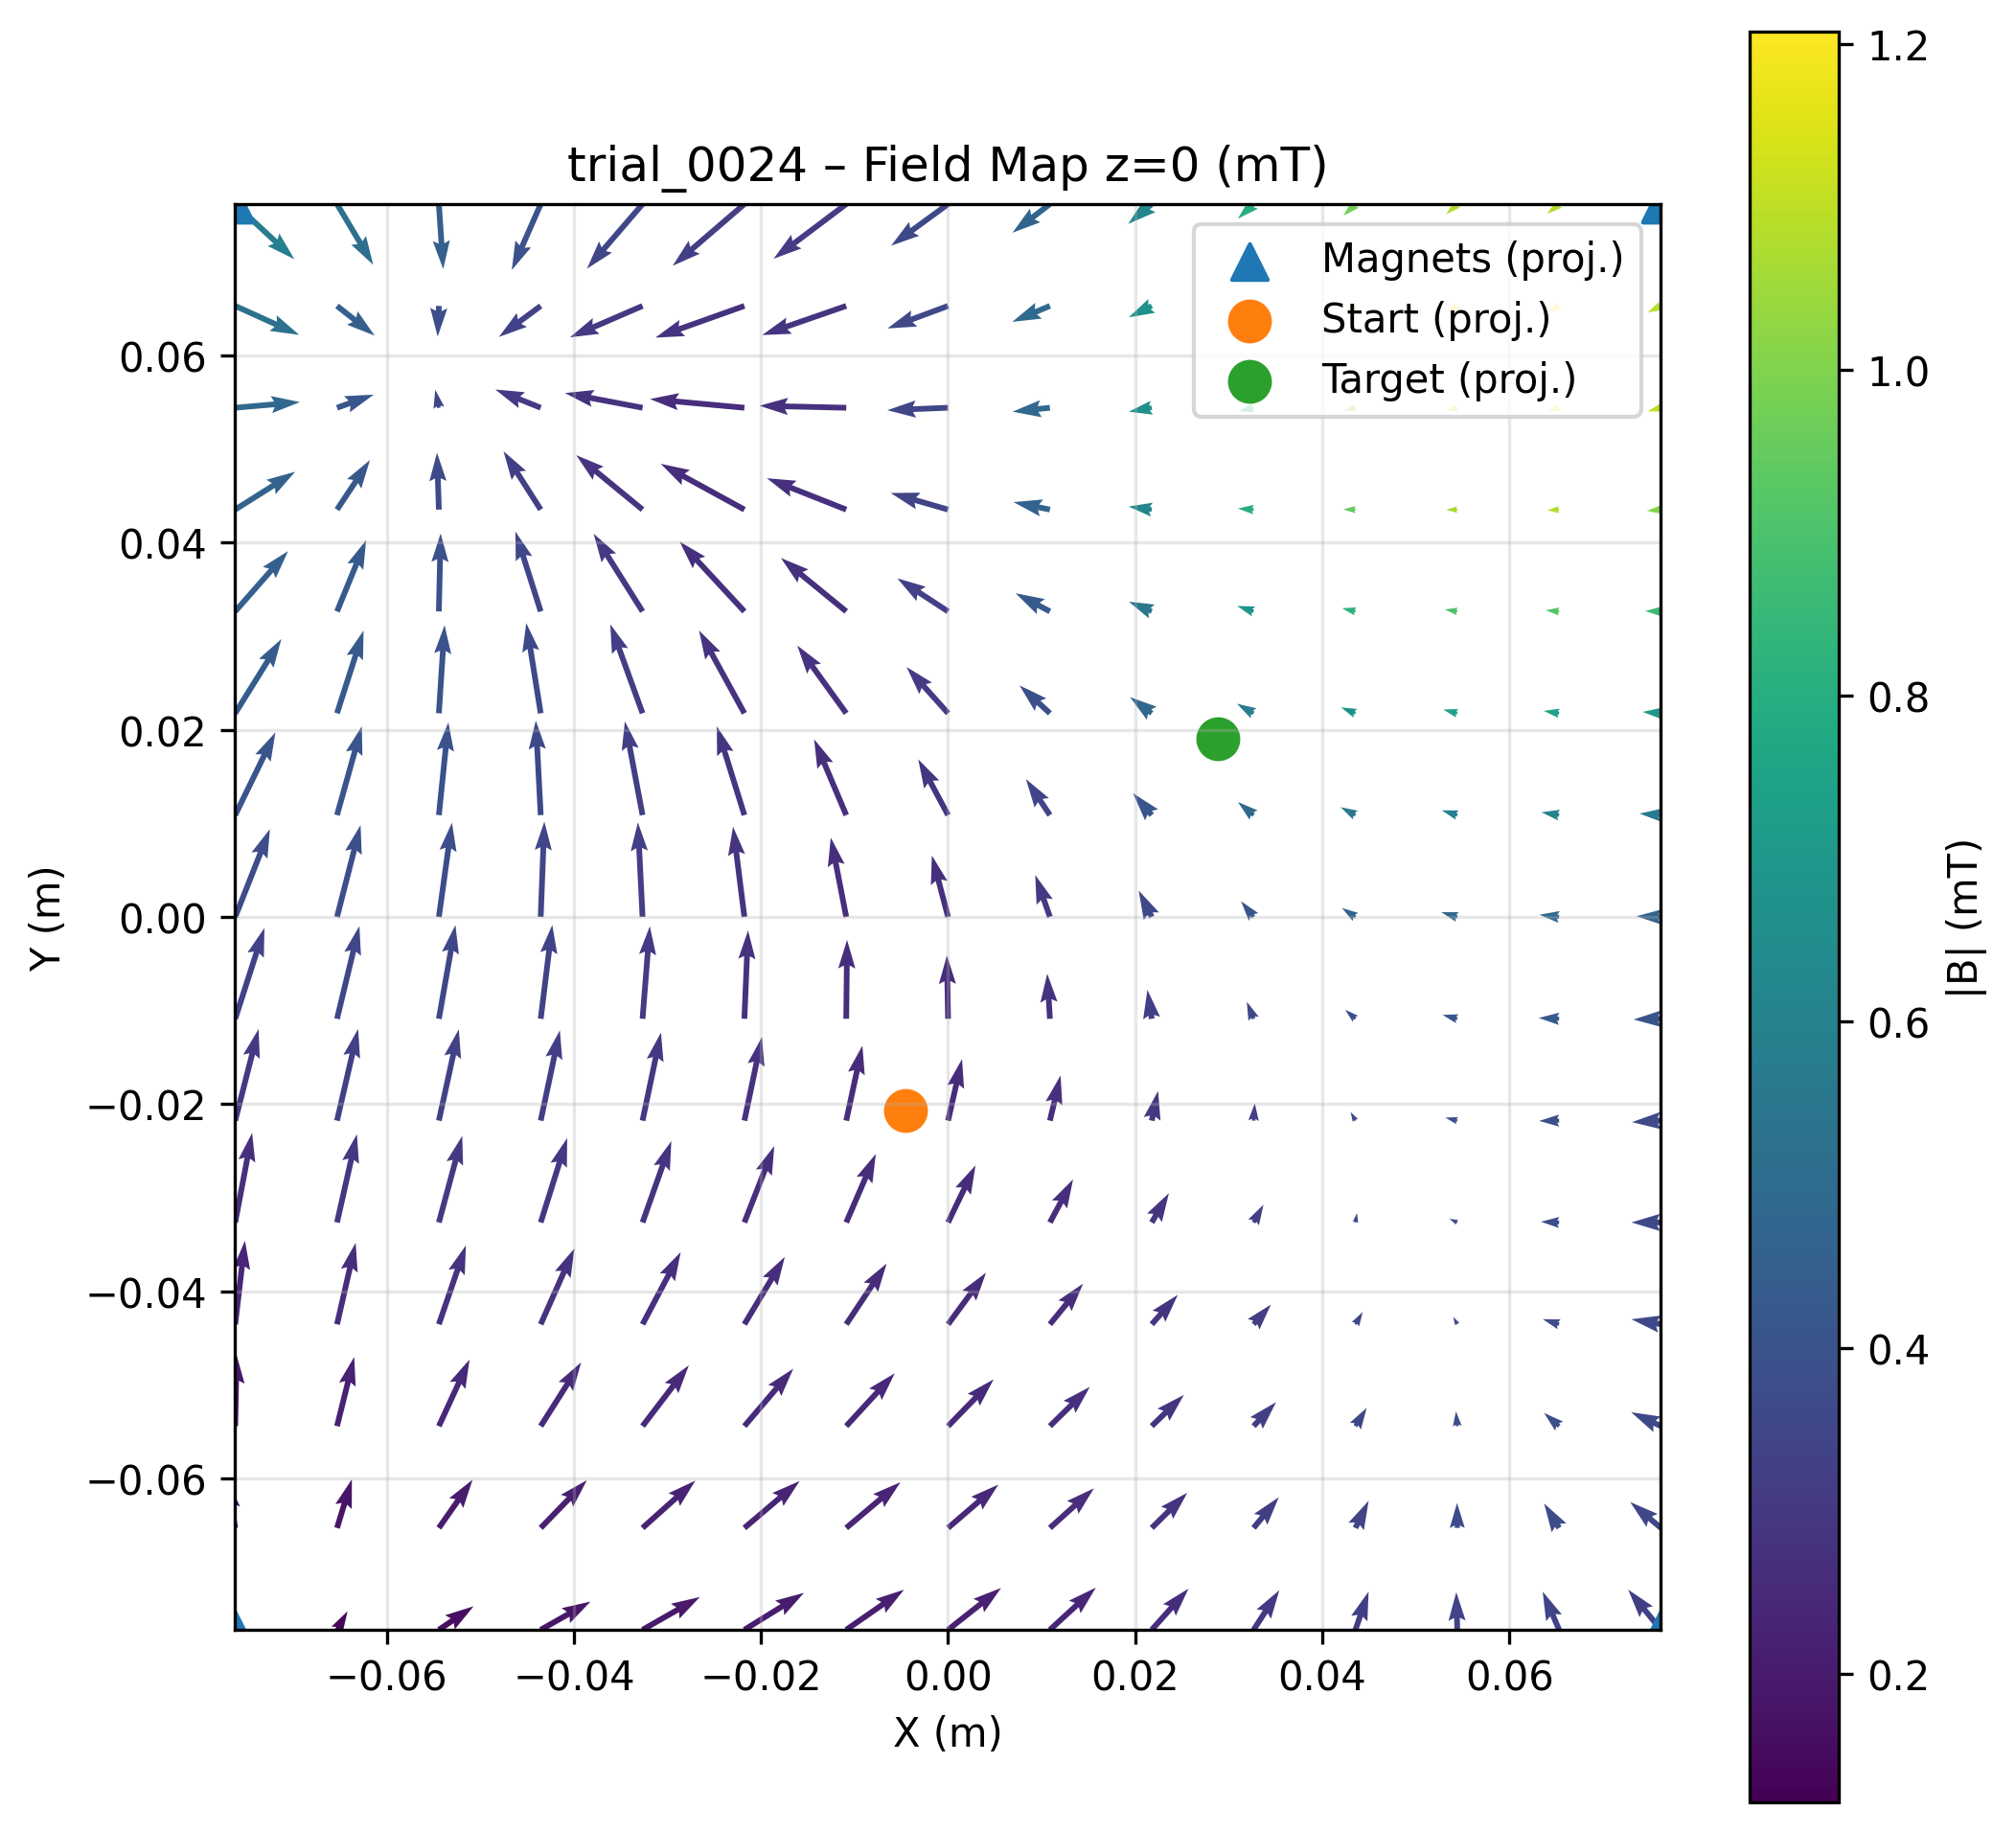 trial_0024 – Field Map z=0 (mT)
Magnets (proj.)
Start (proj.)
Target (proj.)
Y (m)
0.06
0.04
0.02
0.00
−0.02
−0.04
−0.06
−0.06
−0.04
−0.02
0.00
0.02
0.04
0.06
X (m)
1.2
1.0
0.8
0.6
0.4
0.2
|B| (mT)